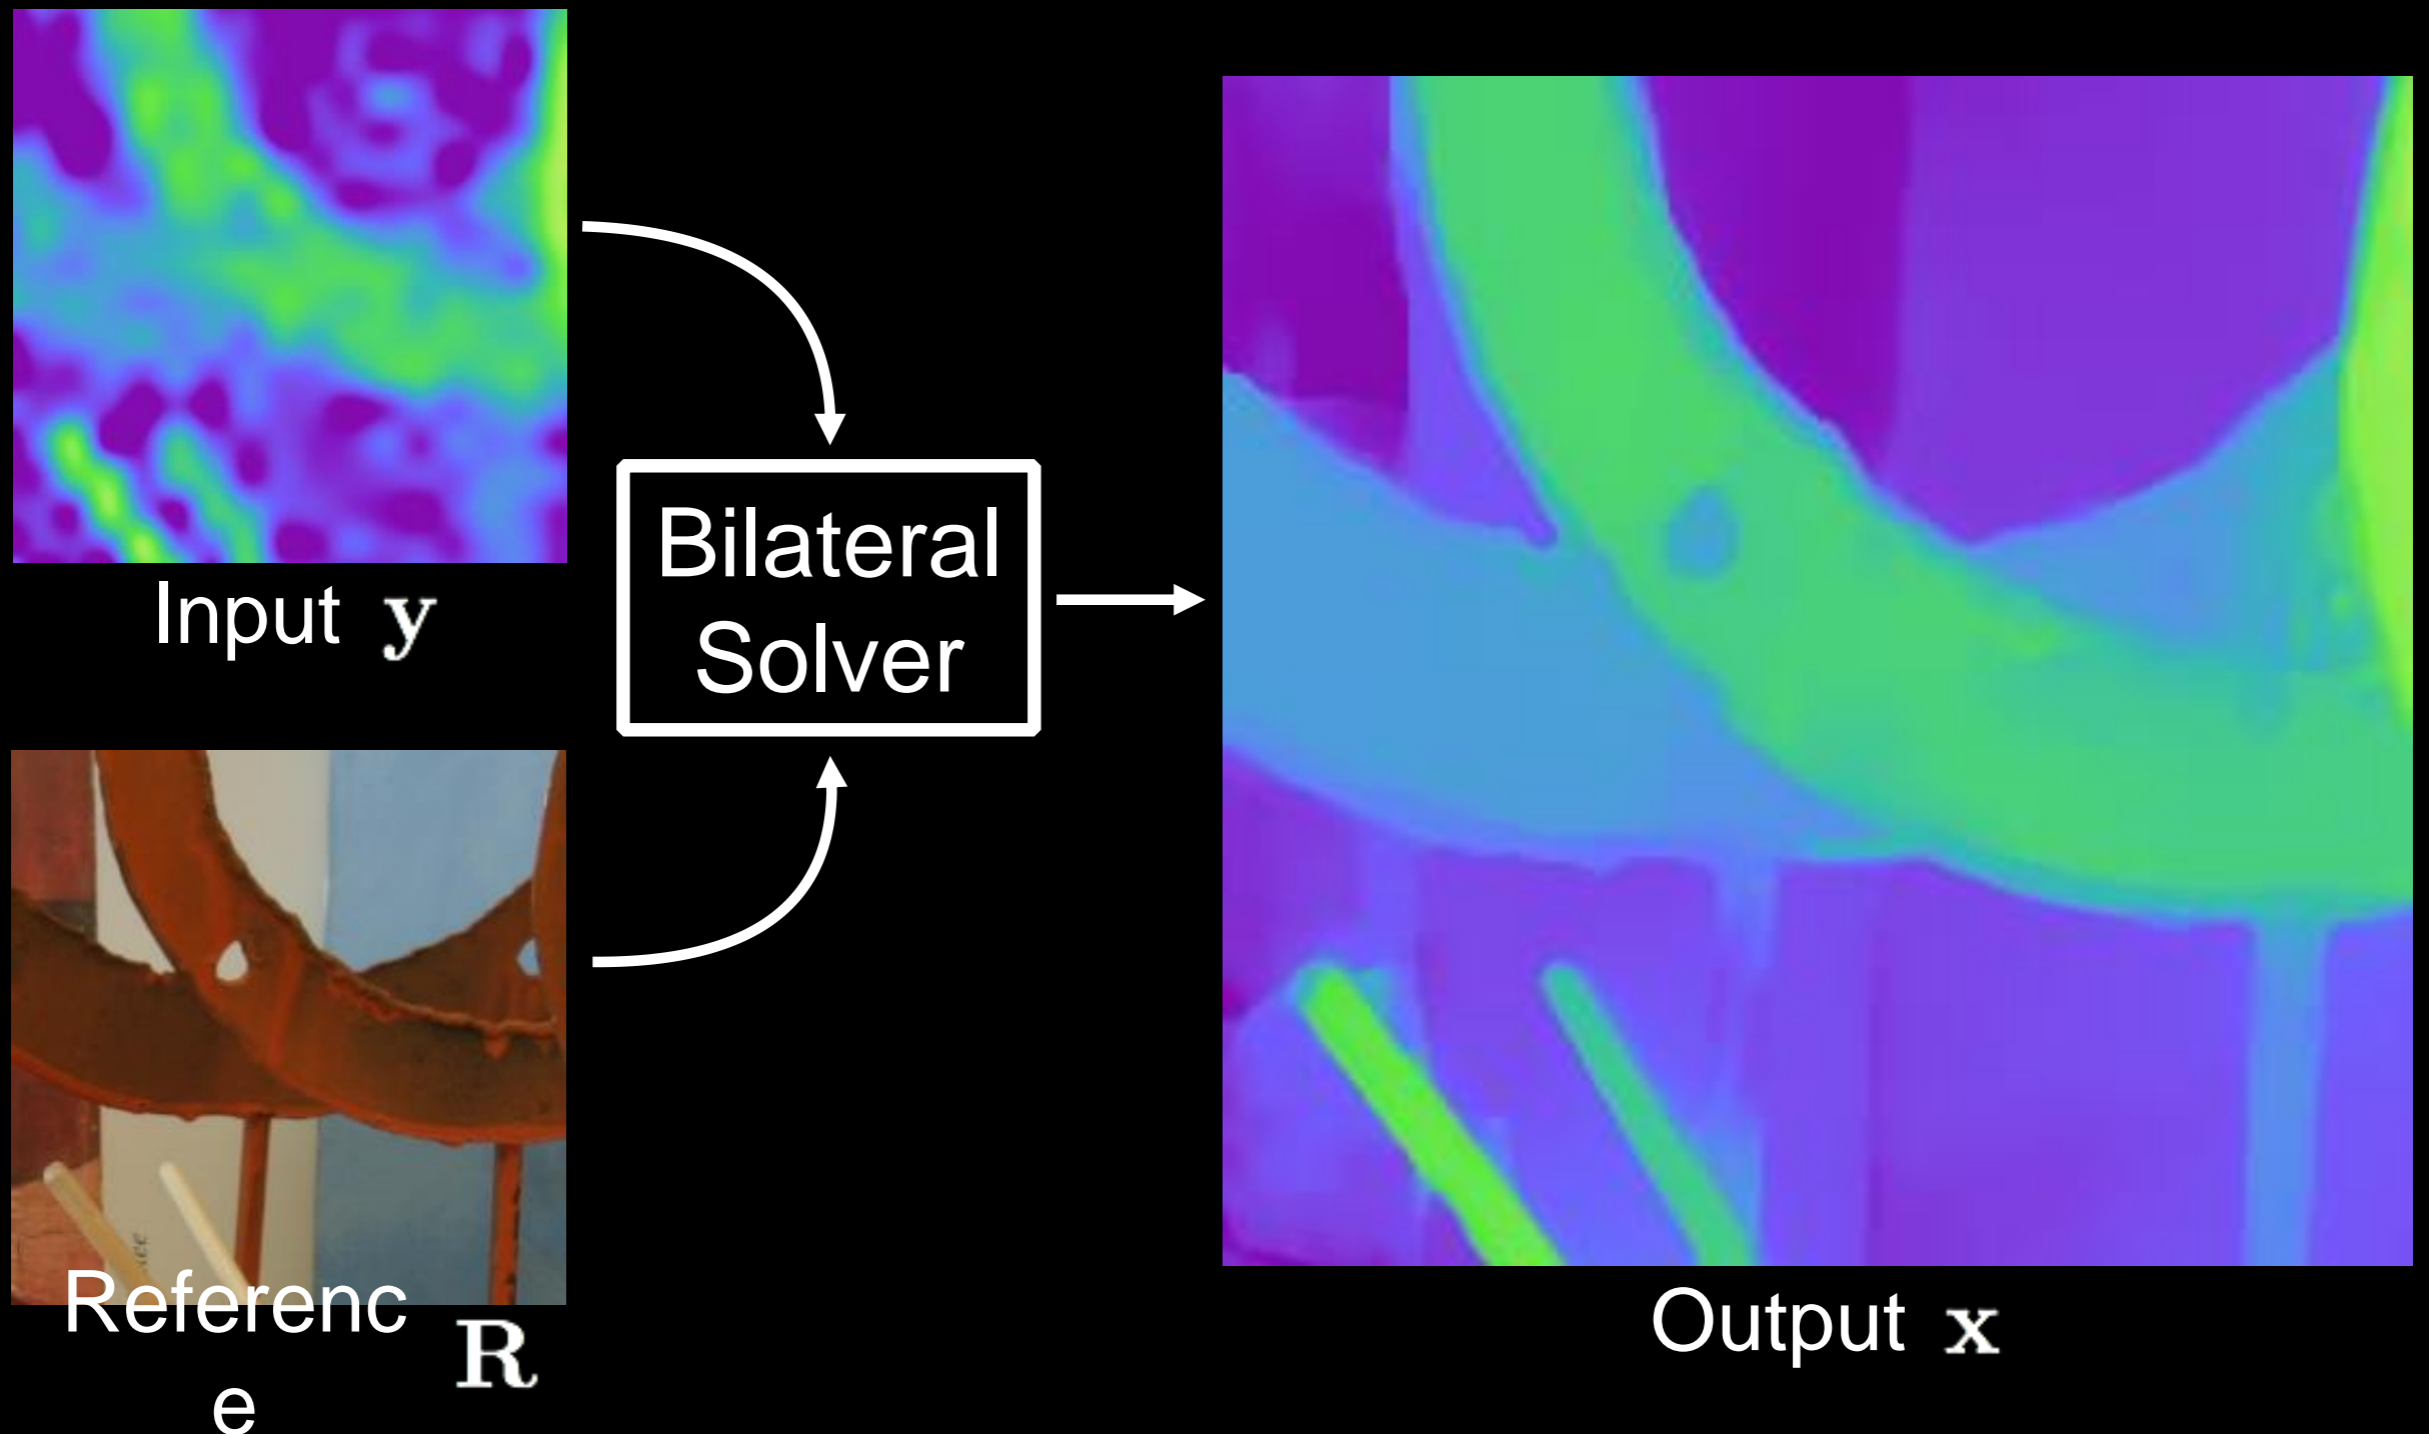 Input y
Bilateral
Solver
Referenc
e R
Output x